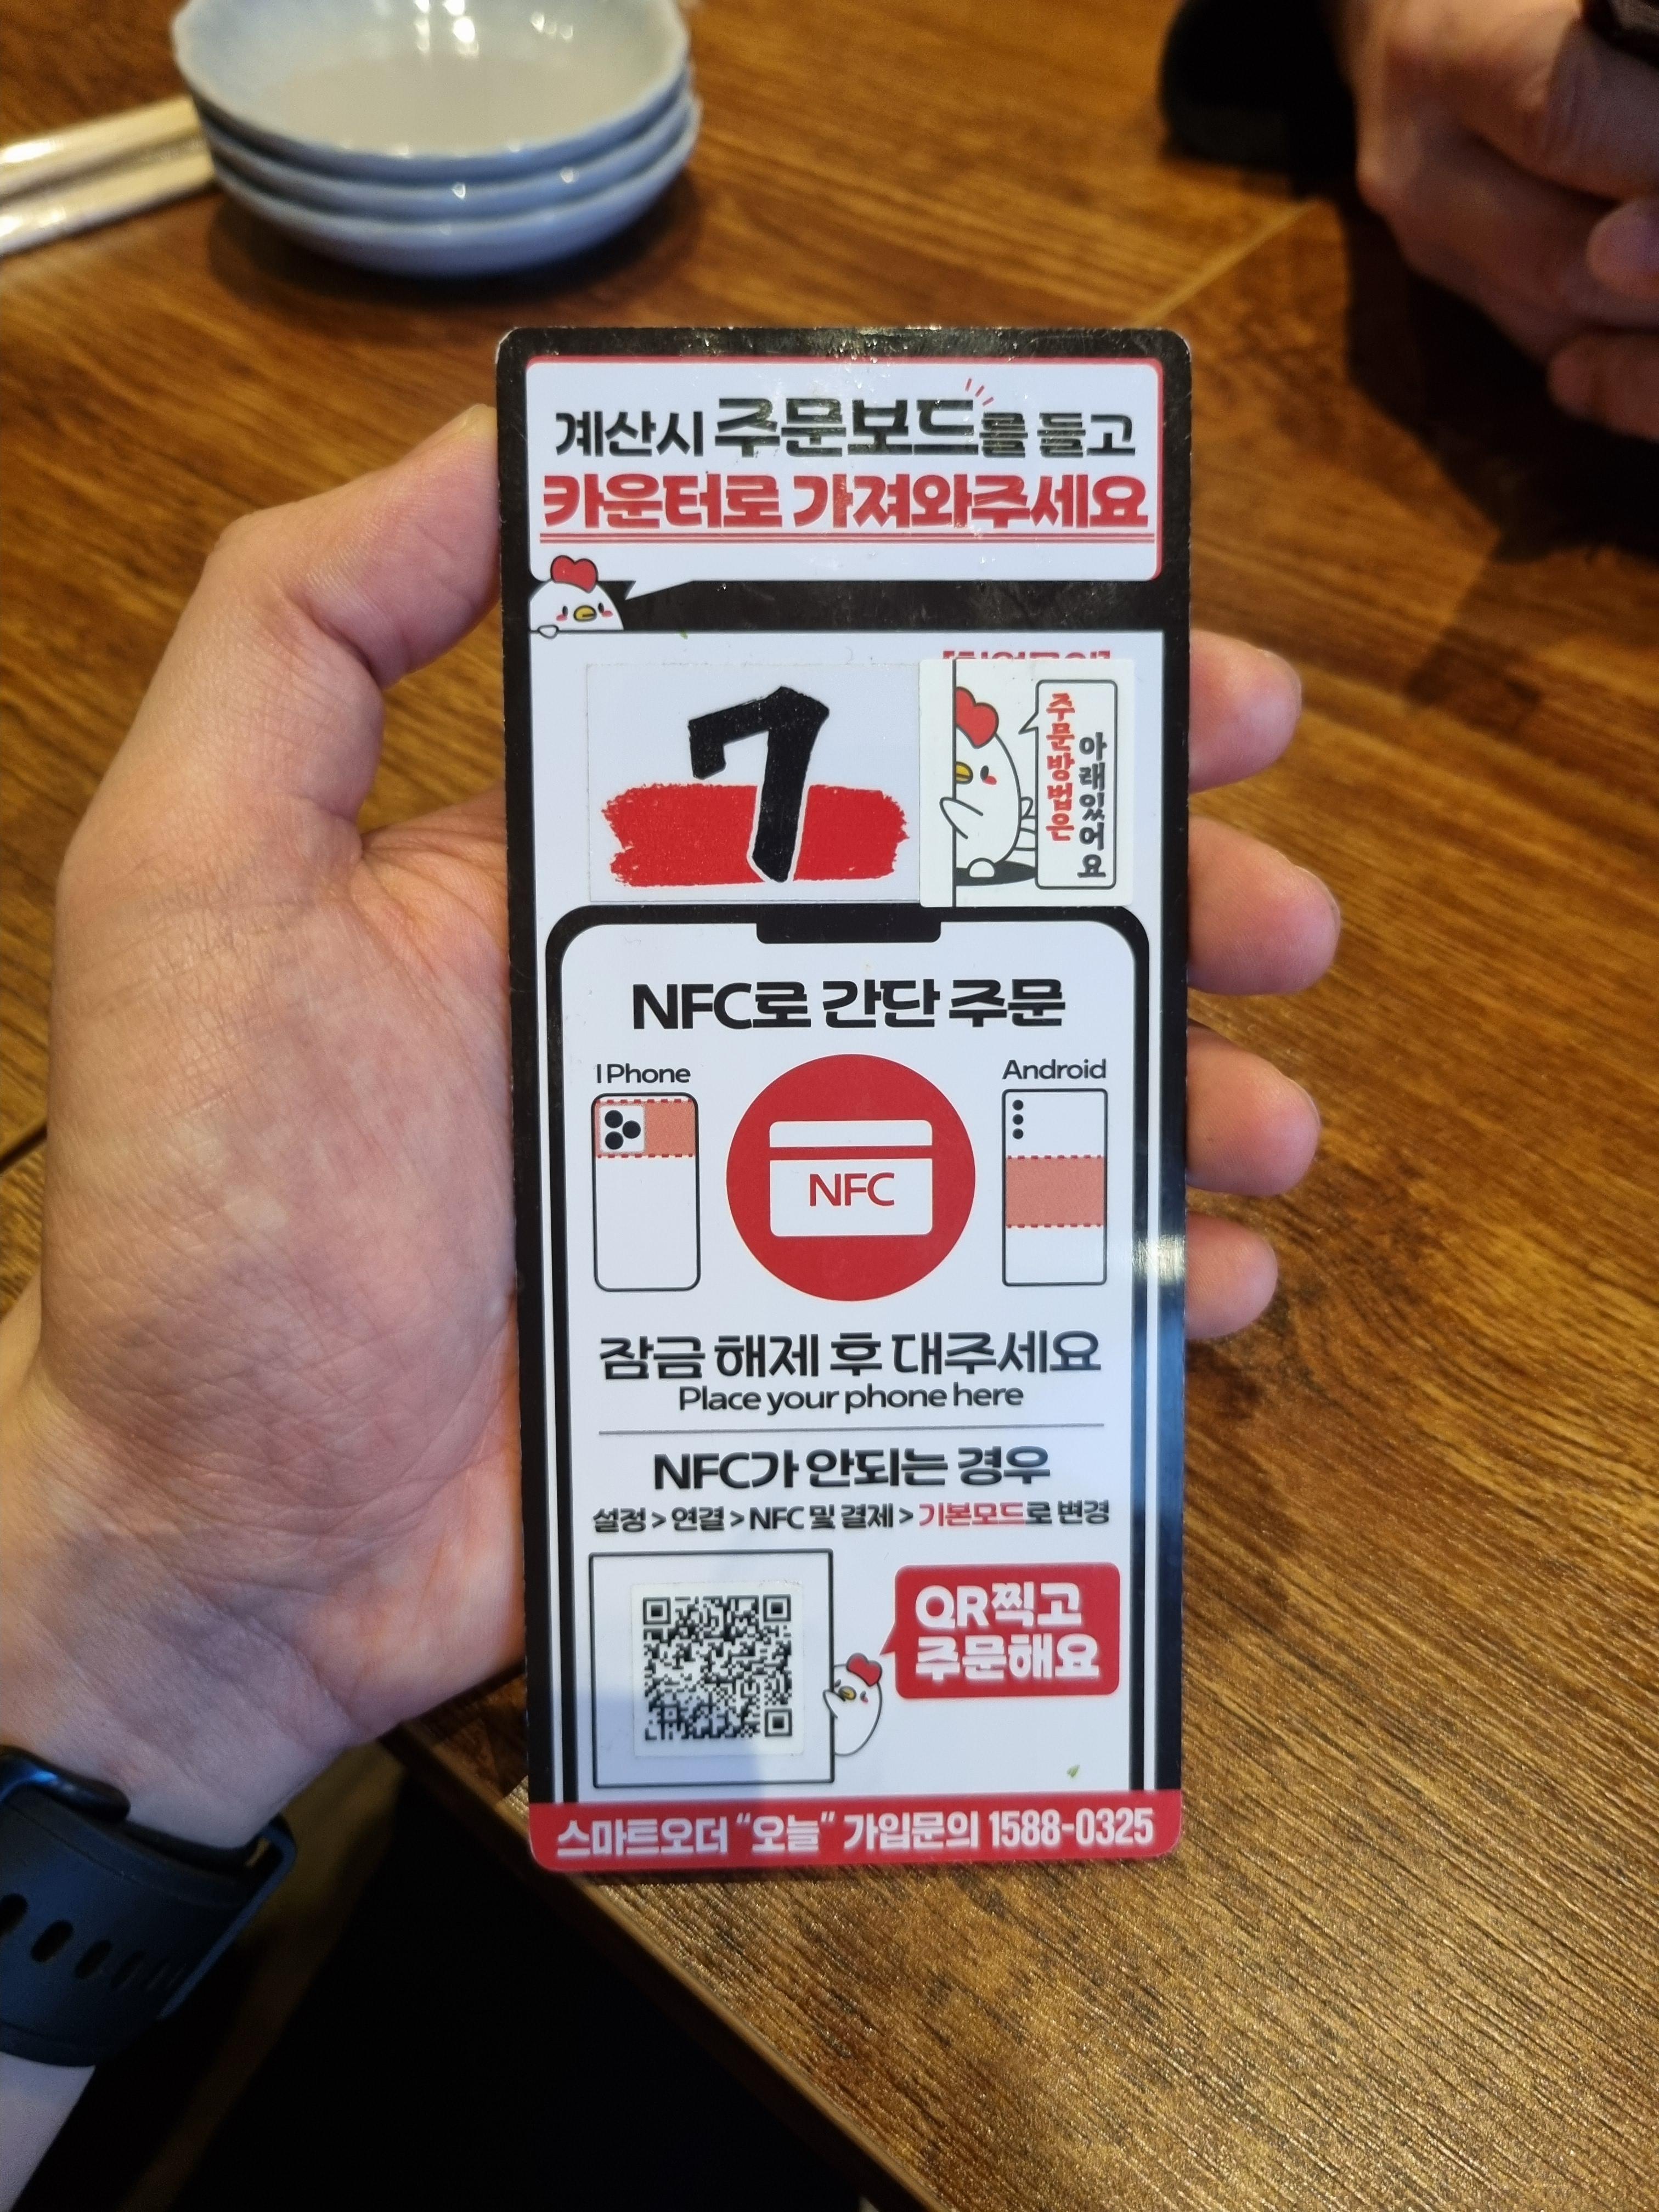 계산시 주문보드를 들고
카운터로 가져와주세요
7
주문방법은
아래있어요
NFC로 간단 주문
IPhone
Android
NFC
잠금 해제 후 대주세요
Place your phone here
NFC가 안되는 경우
설정 > 연결 > NFC 및 결제 > 기본모드로 변경
QR찍고
주문해요
스마트오더 “오늘“ 가입문의 1588-0325